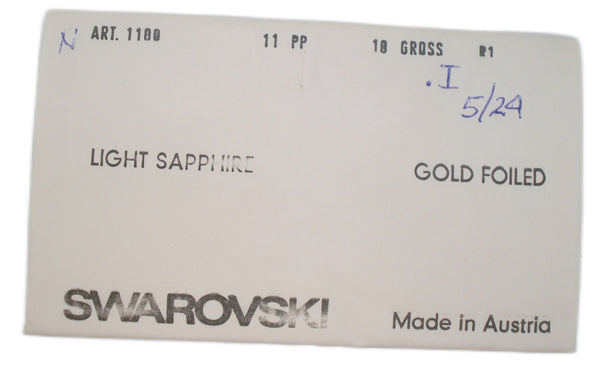 N ART. 1100 11 PP 10 GROSS R1
. I
5/24
LIGHT SAPPHIRE GOLD FOILED
SWAROVSKI Made in Austria